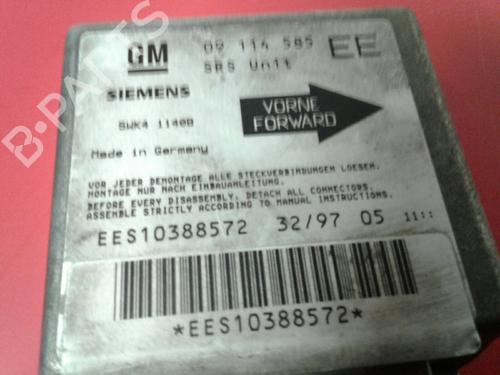 GM 09 114 585 EE
SRS Unit
SIEMENS
5WK4 1140B
VORNE
FORWARD
Made in Germany
VOR JEDER DEMONTAGE ALLE STECKVERBINDUNGEN LOESEN.
MONTAGE NUR NACH EINBAUANLEITUNG.
BEFORE EVERY DISASSEMBLY, DETACH ALL CONNECTORS.
ASSEMBLE STRICTLY ACCORDING TO MANUAL INSTRUCTIONS.
EES10388572 32/97 05 11::
*EES10388572*
B-PARTS